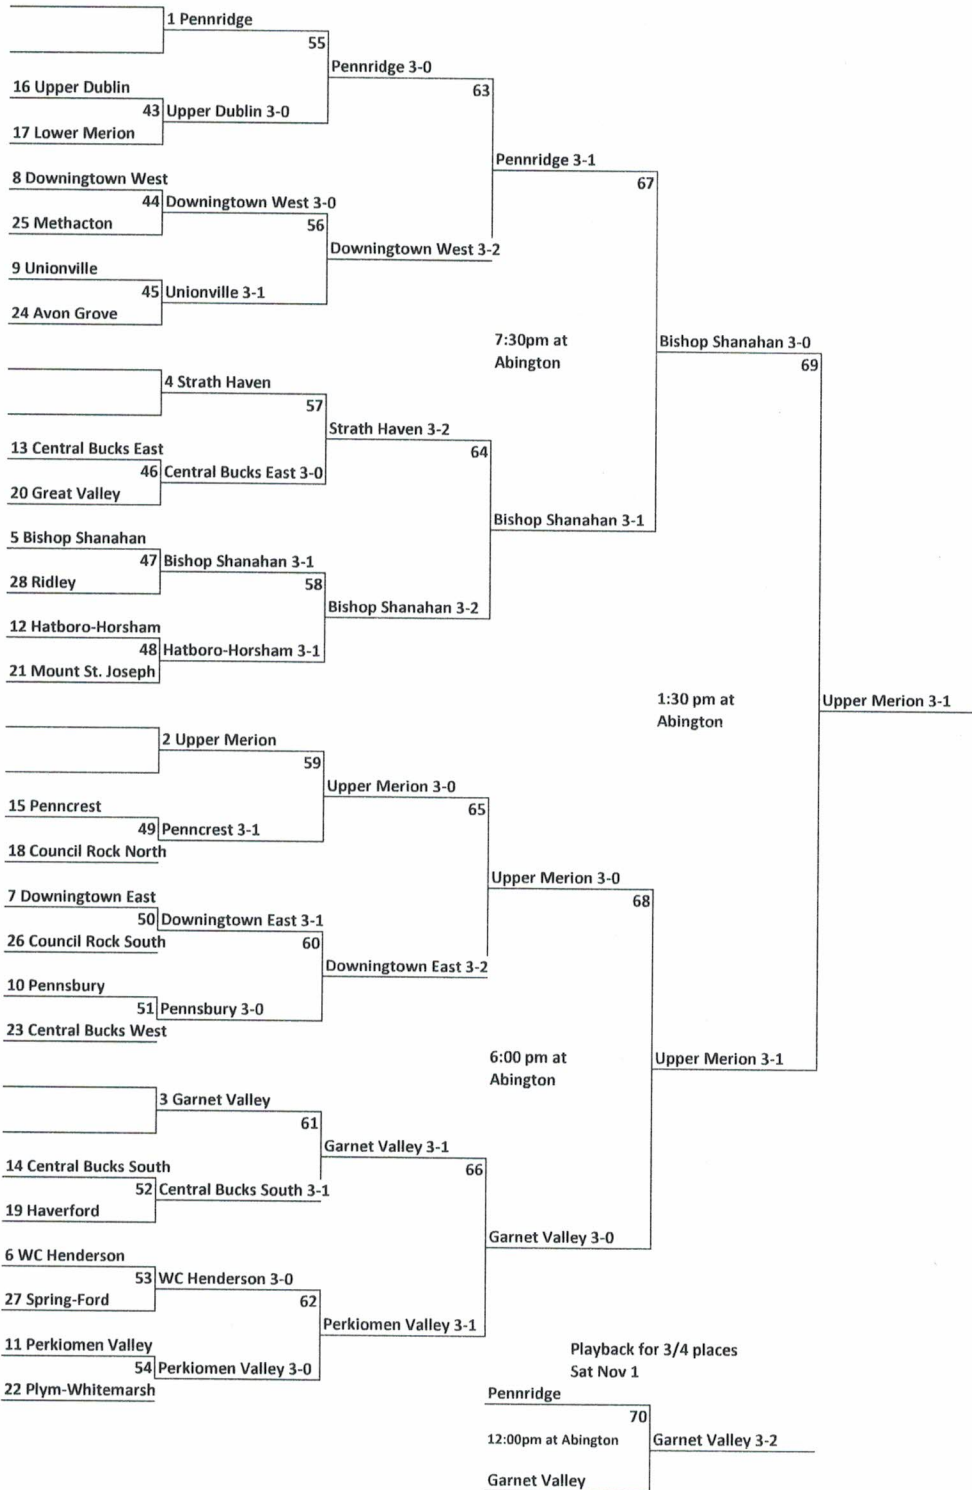 1 Pennridge
55
Pennridge 3-0
63
16 Upper Dublin
43 Upper Dublin 3-0
17 Lower Merion
Pennridge 3-1
67
8 Downingtown West
44 Downingtown West 3-0
25 Methacton
56
Downingtown West 3-2
9 Unionville
45 Unionville 3-1
24 Avon Grove
7:30pm at
Abington
Bishop Shanahan 3-0
69
4 Strath Haven
57
Strath Haven 3-2
64
13 Central Bucks East
46 Central Bucks East 3-0
20 Great Valley
Bishop Shanahan 3-1
5 Bishop Shanahan
47 Bishop Shanahan 3-1
28 Ridley
58
Bishop Shanahan 3-2
12 Hatboro-Horsham
48 Hatboro-Horsham 3-1
21 Mount St. Joseph
1:30 pm at
Abington
Upper Merion 3-1
2 Upper Merion
59
Upper Merion 3-0
65
15 Penncrest
49 Penncrest 3-1
18 Council Rock North
Upper Merion 3-0
68
7 Downingtown East
50 Downingtown East 3-1
26 Council Rock South
60
Downingtown East 3-2
10 Pennsbury
51 Pennsbury 3-0
23 Central Bucks West
6:00 pm at
Abington
Upper Merion 3-1
3 Garnet Valley
61
Garnet Valley 3-1
66
14 Central Bucks South
52 Central Bucks South 3-1
19 Haverford
Garnet Valley 3-0
6 WC Henderson
53 WC Henderson 3-0
27 Spring-Ford
62
Perkiomen Valley 3-1
11 Perkiomen Valley
54 Perkiomen Valley 3-0
22 Plym-Whitemarsh
Playback for 3/4 places
Sat Nov 1
Pennridge
70
12:00pm at Abington
Garnet Valley 3-2
Garnet Valley